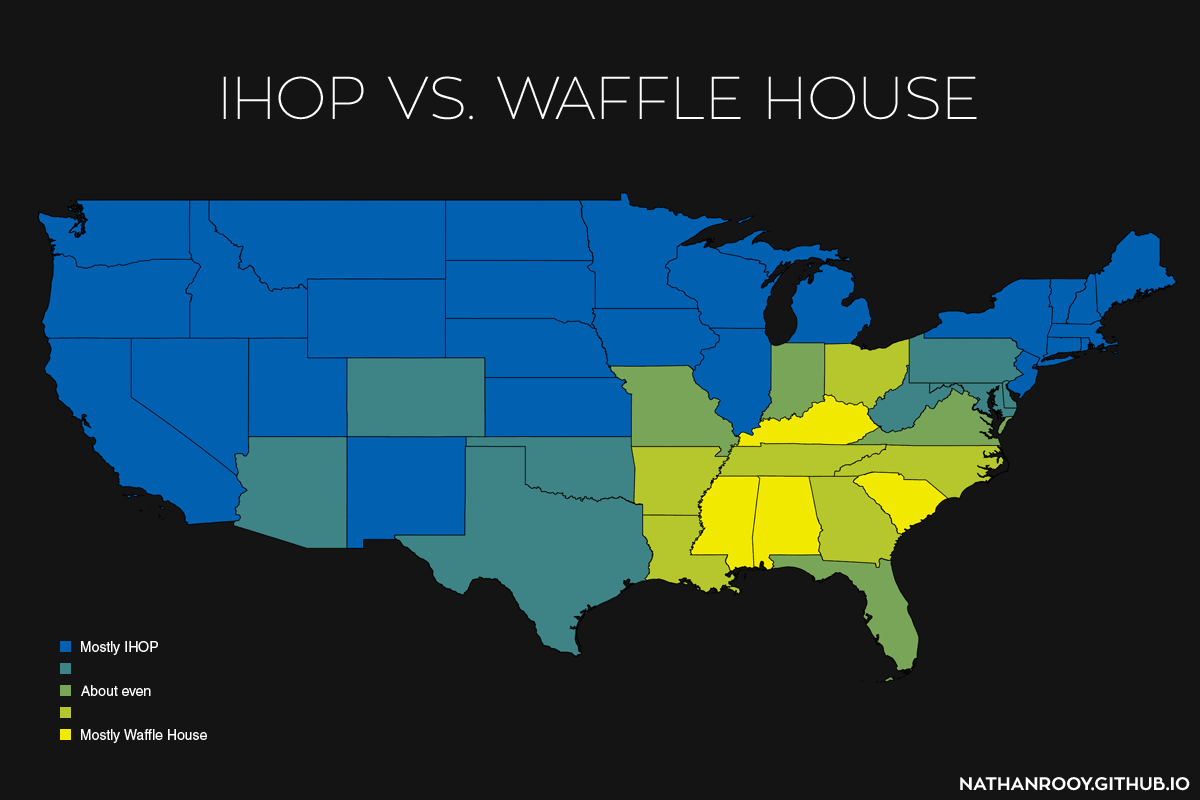 IHOP VS. WAFFLE HOUSE
Mostly IHOP
About even
Mostly Waffle House
NATHANROOY.GITHUB.IO